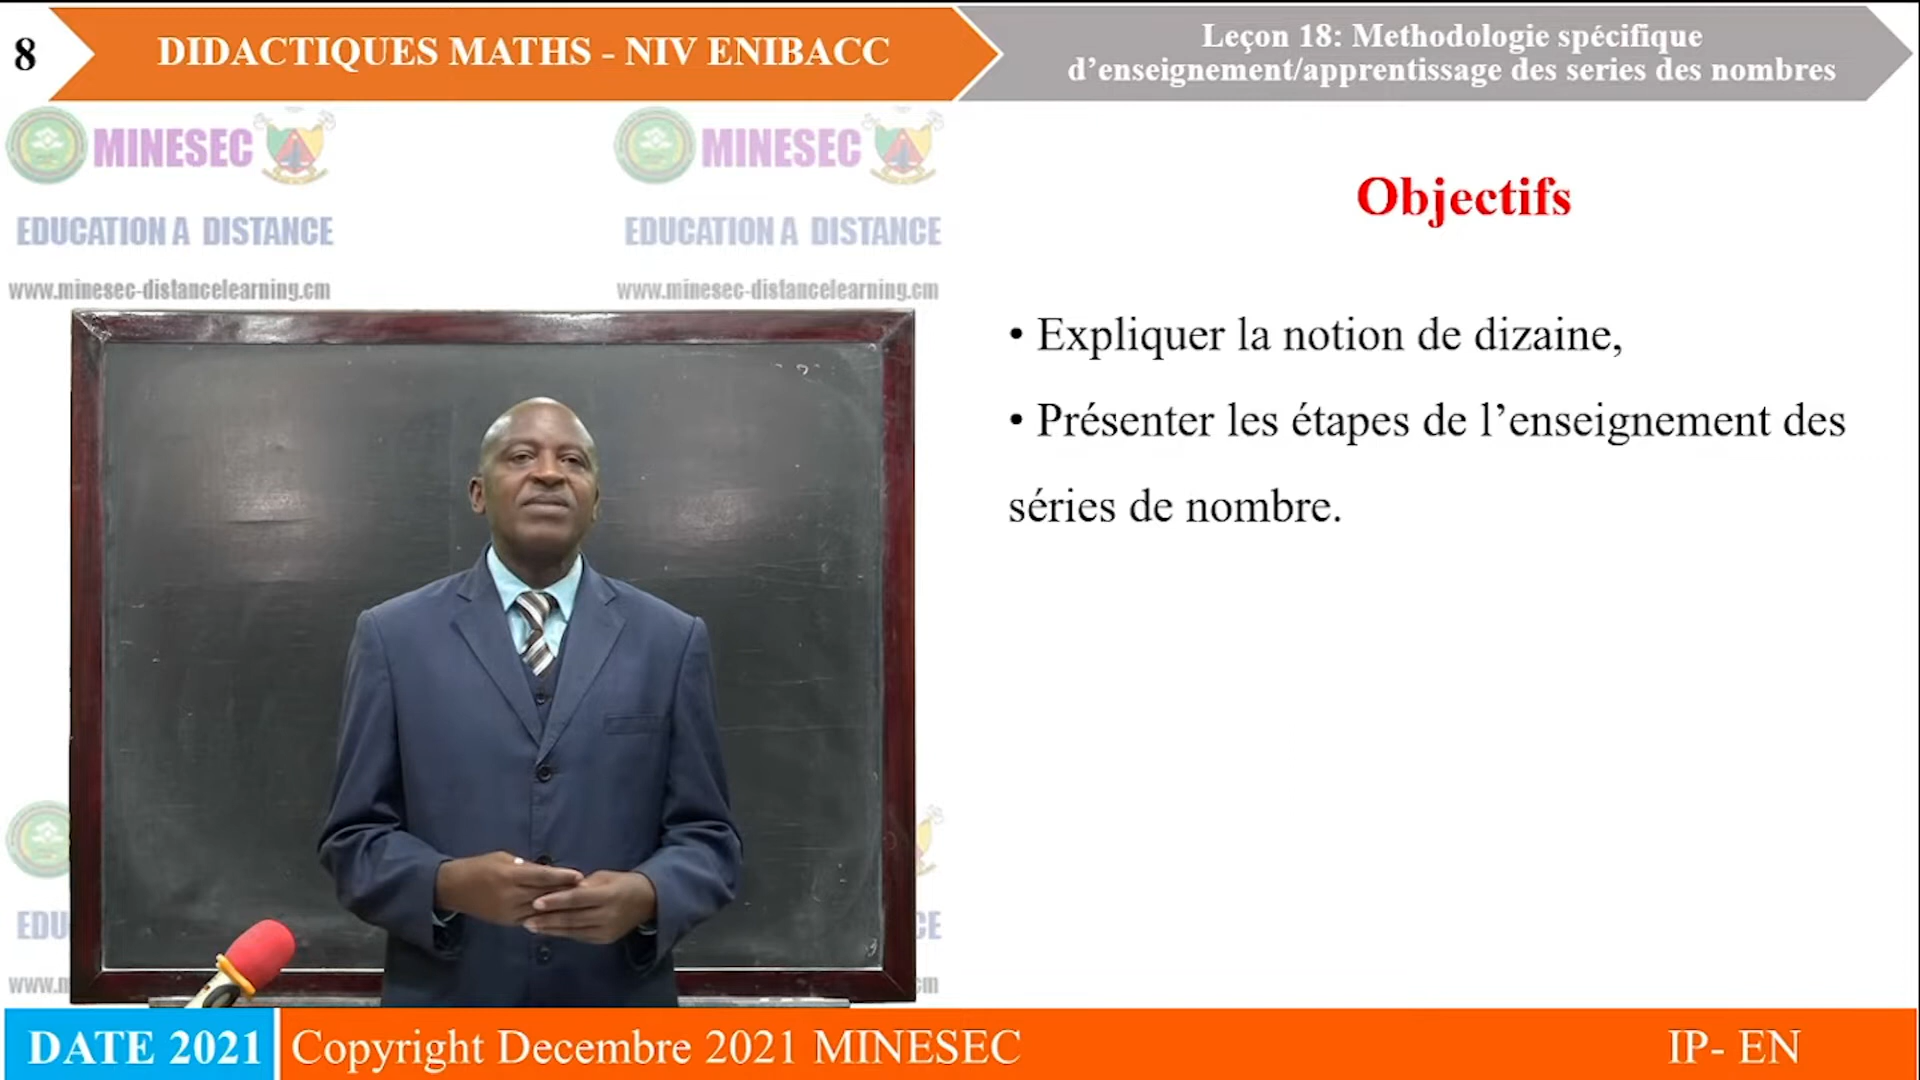 8
DIDACTIQUES MATHS - NIV ENIBACC
Leçon 18: Methodologie spécifique
d’enseignement/apprentissage des series des nombres
MINESEC
EDUCATION A DISTANCE
www.minesec-distancelearning.cm
MINESEC
EDUCATION A DISTANCE
www.minesec-distancelearning.cm
Objectifs
• Expliquer la notion de dizaine,
• Présenter les étapes de l’enseignement des
séries de nombre.
DATE 2021
Copyright Decembre 2021 MINESEC
IP- EN